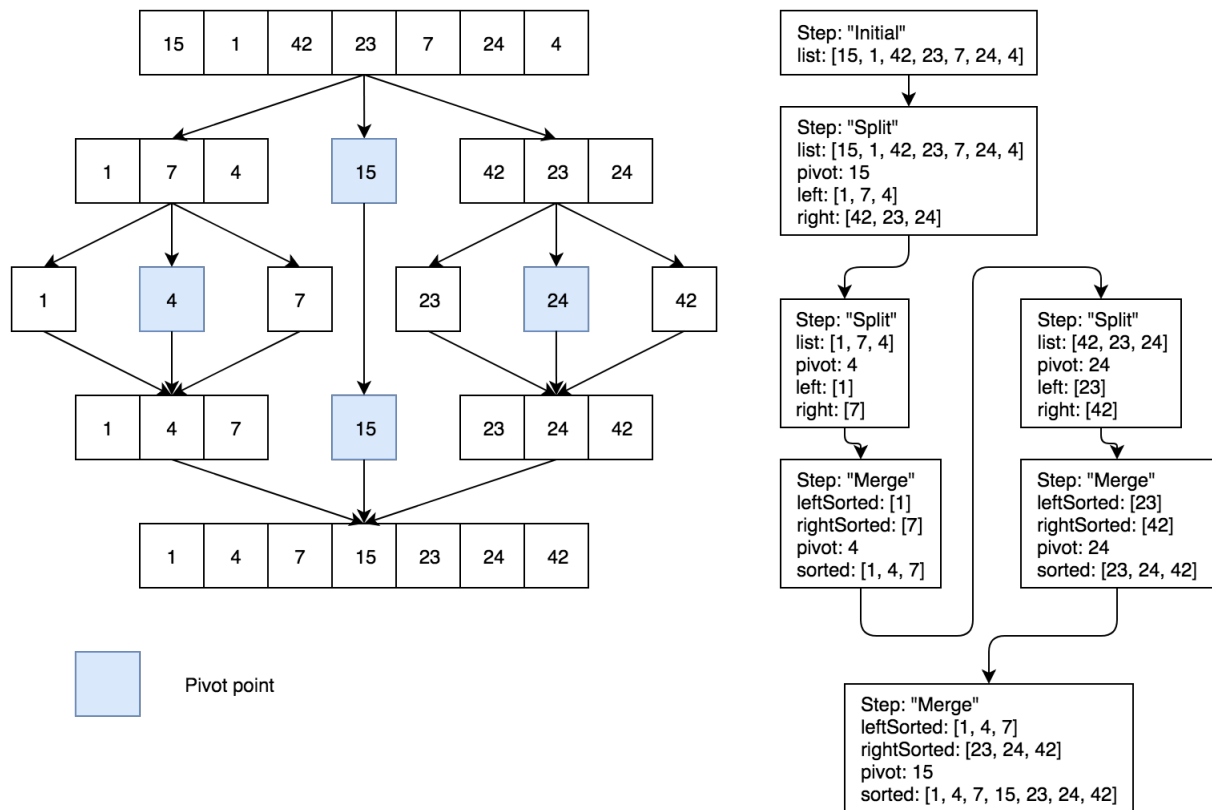 15 1 42 23 7 24 4
1 7 4 15 42 23 24
1 4 7 23 24 42
1 4 7 15 23 24 42
1 4 7 15 23 24 42
Pivot point
Step: "Initial"
list: [15, 1, 42, 23, 7, 24, 4]
Step: "Split"
list: [15, 1, 42, 23, 7, 24, 4]
pivot: 15
left: [1, 7, 4]
right: [42, 23, 24]
Step: "Split"
list: [1, 7, 4]
pivot: 4
left: [1]
right: [7]
Step: "Merge"
leftSorted: [1]
rightSorted: [7]
pivot: 4
sorted: [1, 4, 7]
Step: "Split"
list: [42, 23, 24]
pivot: 24
left: [23]
right: [42]
Step: "Merge"
leftSorted: [23]
rightSorted: [42]
pivot: 24
sorted: [23, 24, 42]
Step: "Merge"
leftSorted: [1, 4, 7]
rightSorted: [23, 24, 42]
pivot: 15
sorted: [1, 4, 7, 15, 23, 24, 42]